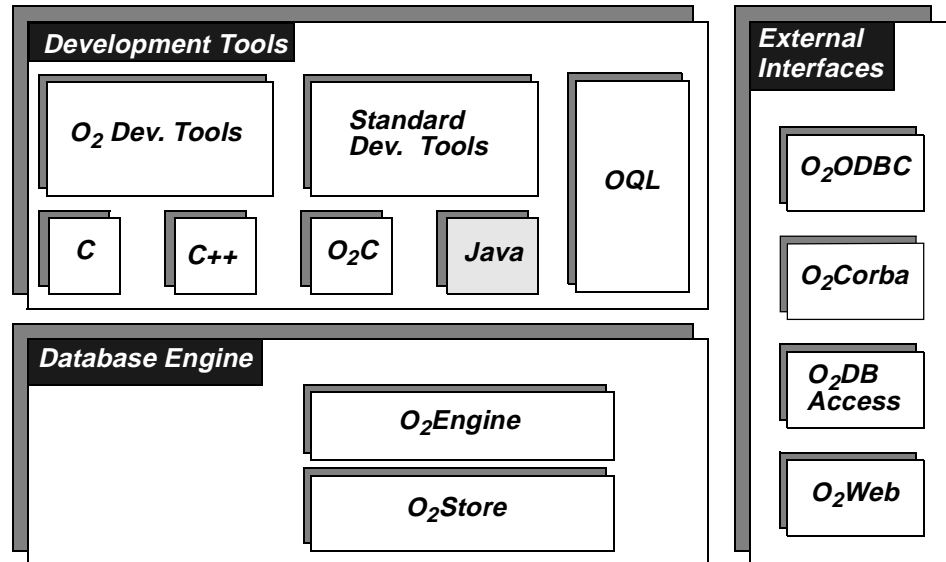 Development Tools
O2 Dev. Tools
Standard
Dev. Tools
OQL
C
C++
O2C
Java
Database Engine
O2Engine
O2Store
External
Interfaces
O2ODBC
O2Corba
O2DB
Access
O2Web